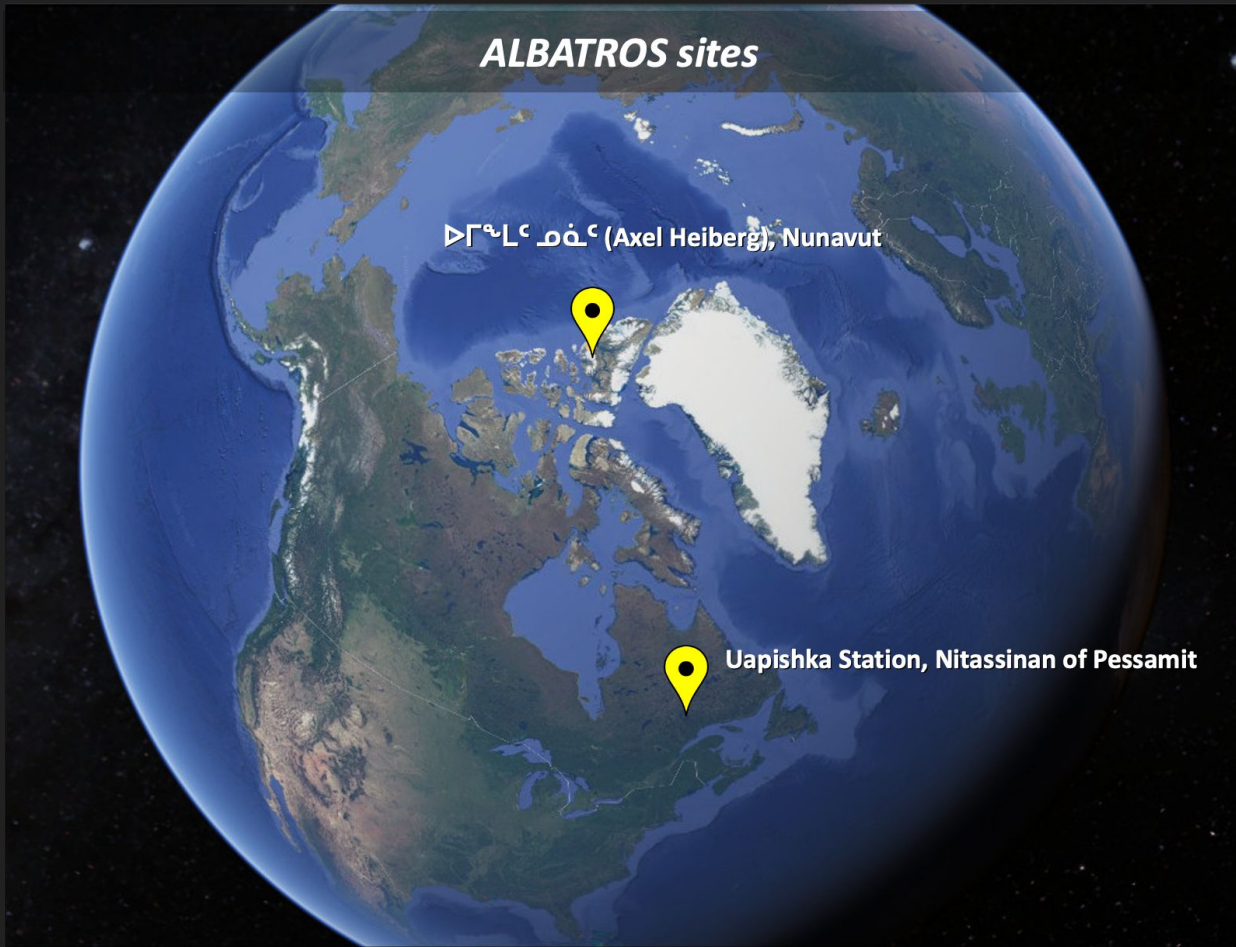 ALBATROS sites
ᐅᒥᖕᒪᑦ ᓄᓈᑦ (Axel Heiberg), Nunavut
Uapishka Station, Nitassinan of Pessamit